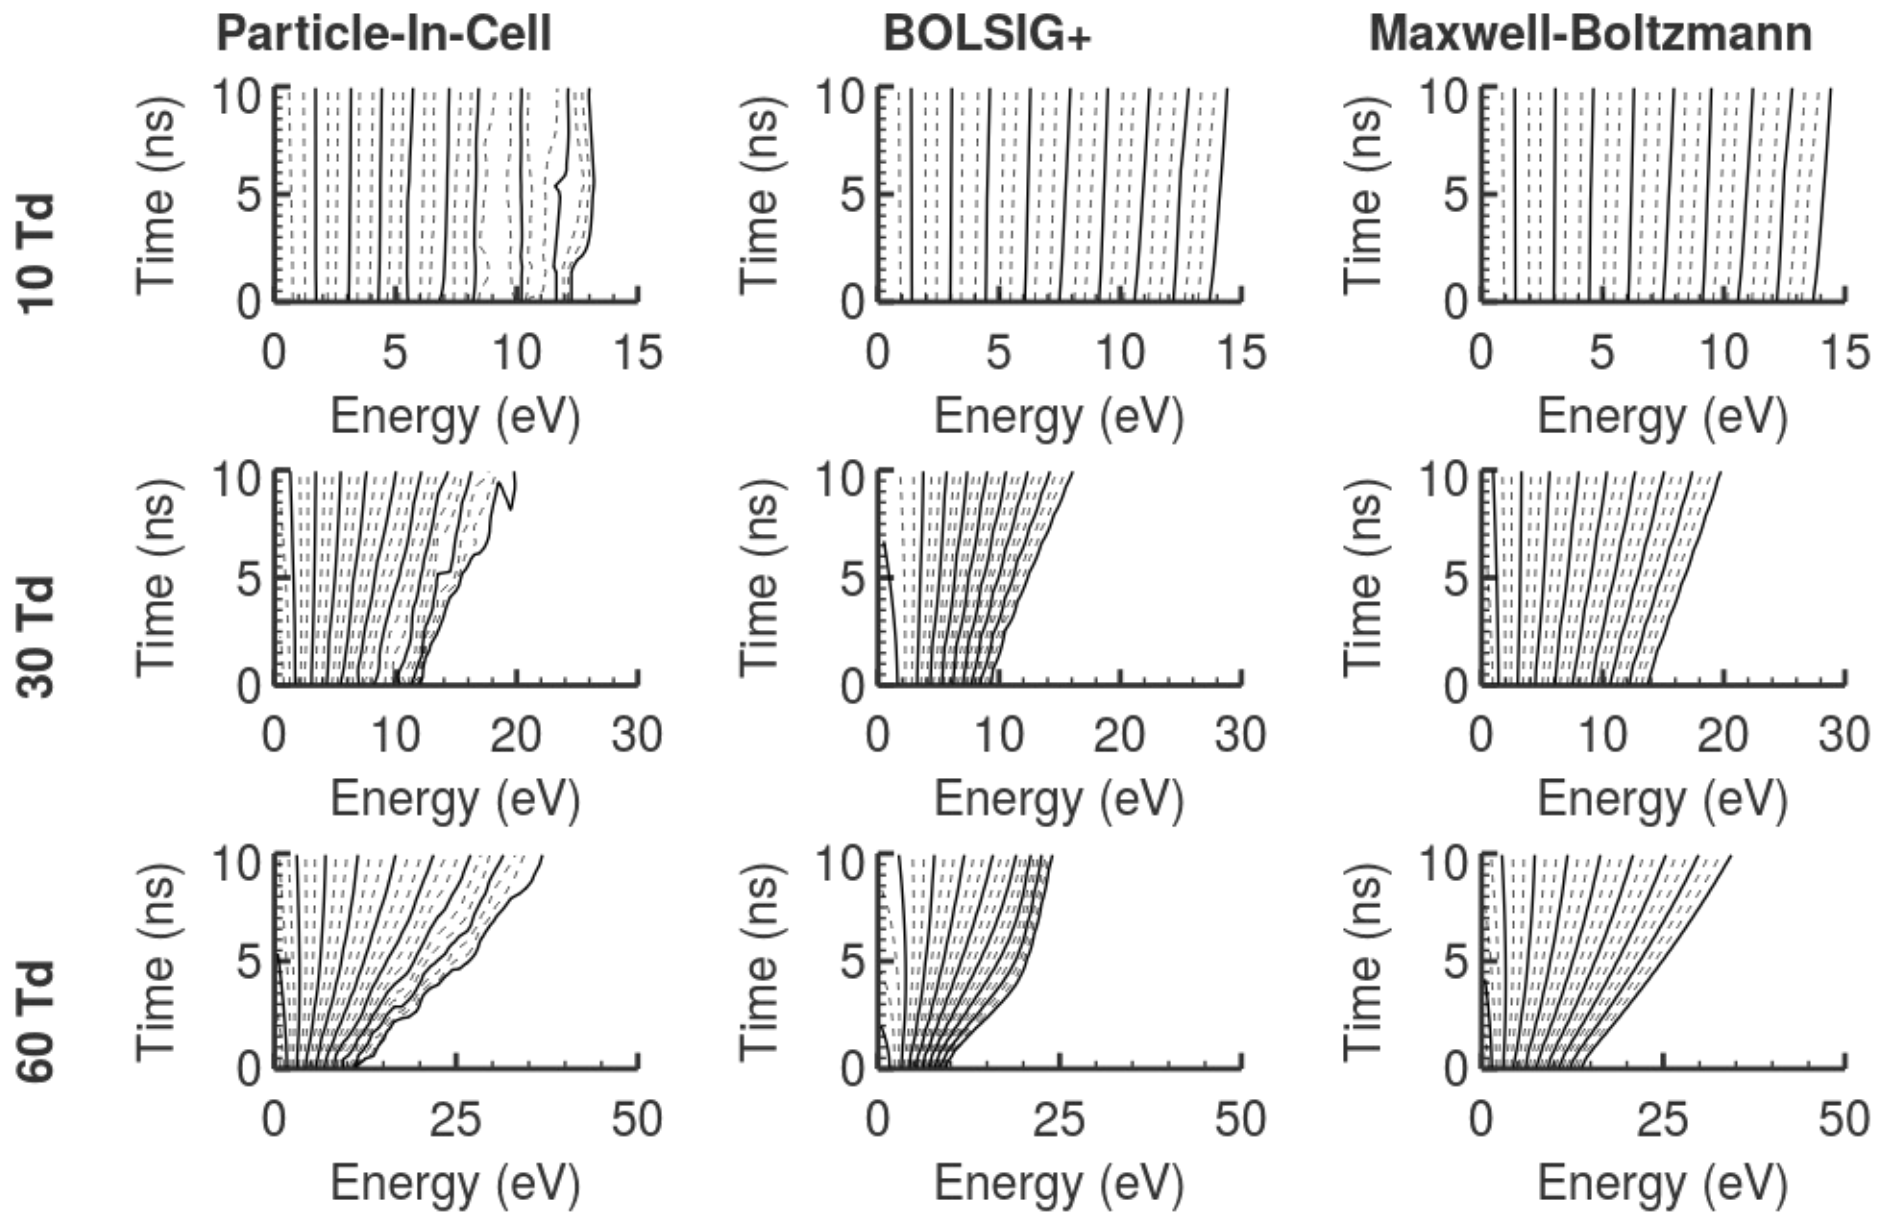 Particle-In-Cell BOLSIG+ Maxwell-Boltzmann
10 Td
Time (ns) 10 5 0 Time (ns) 10 5 0 Time (ns) 10 5 0
0 5 10 15 0 5 10 15 0 5 10 15
Energy (eV) Energy (eV) Energy (eV)
30 Td
Time (ns) 10 5 0 Time (ns) 10 5 0 Time (ns) 10 5 0
0 10 20 30 0 10 20 30 0 10 20 30
Energy (eV) Energy (eV) Energy (eV)
60 Td
Time (ns) 10 5 0 Time (ns) 10 5 0 Time (ns) 10 5 0
0 25 50 0 25 50 0 25 50
Energy (eV) Energy (eV) Energy (eV)